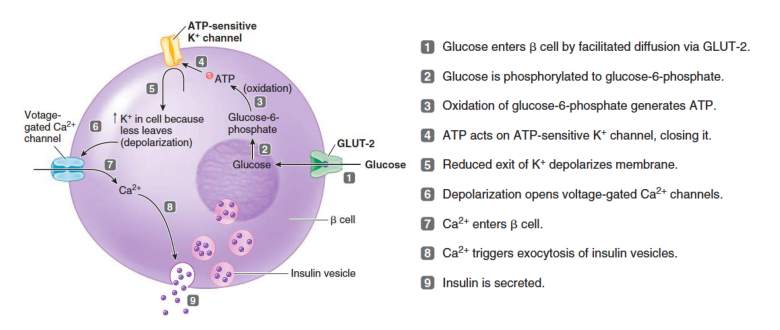 ATP-sensitive
K+ channel
4
ATP
5
(oxidation)
3
↑ K+ in cell because
less leaves
(depolarization)
Glucose-6-
phosphate
Votage-
gated Ca2+
channel
6
2
GLUT-2
7
Glucose
Glucose
1
Ca2+
8
β cell
Insulin vesicle
9
1 Glucose enters β cell by facilitated diffusion via GLUT-2.
2 Glucose is phosphorylated to glucose-6-phosphate.
3 Oxidation of glucose-6-phosphate generates ATP.
4 ATP acts on ATP-sensitive K+ channel, closing it.
5 Reduced exit of K+ depolarizes membrane.
6 Depolarization opens voltage-gated Ca2+ channels.
7 Ca2+ enters β cell.
8 Ca2+ triggers exocytosis of insulin vesicles.
9 Insulin is secreted.